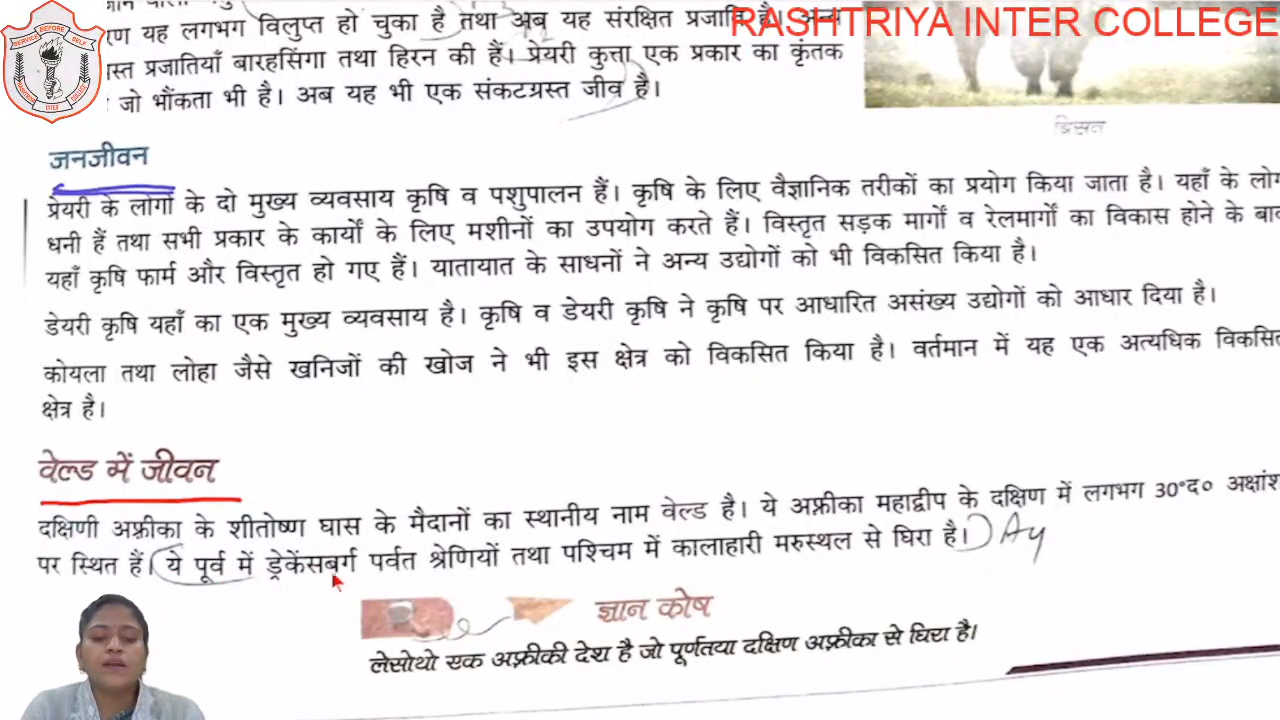 RASHTRIYA INTER COLLEGE
यह लगभग विलुप्त हो चुका है तथा अब यह संरक्षित प्रजाति है। अन्य
प्रजातियाँ बारहसिंगा तथा हिरन की हैं। प्रेयरी कुत्ता एक प्रकार का कृंतक
जो भौंकता भी है। अब यह भी एक संकटग्रस्त जीव है।
बिसन
जनजीवन
प्रेयरी के लोगों के दो मुख्य व्यवसाय कृषि व पशुपालन हैं। कृषि के लिए वैज्ञानिक तरीकों का प्रयोग किया जाता है। यहाँ के लोग
धनी हैं तथा सभी प्रकार के कार्यों के लिए मशीनों का उपयोग करते हैं। विस्तृत सड़क मार्गों व रेलमार्गों का विकास होने के बाद
यहाँ कृषि फार्म और विस्तृत हो गए हैं। यातायात के साधनों ने अन्य उद्योगों को भी विकसित किया है।
डेयरी कृषि यहाँ का एक मुख्य व्यवसाय है। कृषि व डेयरी कृषि ने कृषि पर आधारित असंख्य उद्योगों को आधार दिया है।
कोयला तथा लोहा जैसे खनिजों की खोज ने भी इस क्षेत्र को विकसित किया है। वर्तमान में यह एक अत्यधिक विकसित
क्षेत्र है।
वेल्ड में जीवन
दक्षिणी अफ़्रीका के शीतोष्ण घास के मैदानों का स्थानीय नाम वेल्ड है। ये अफ़्रीका महाद्वीप के दक्षिण में लगभग 30°द० अक्षांश
पर स्थित हैं। ये पूर्व में ड्रेकेंसबर्ग पर्वत श्रेणियों तथा पश्चिम में कालाहारी मरुस्थल से घिरा है।
ज्ञान कोष
लेसोथो एक अफ़्रीकी देश है जो पूर्णतया दक्षिण अफ़्रीका से घिरा है।